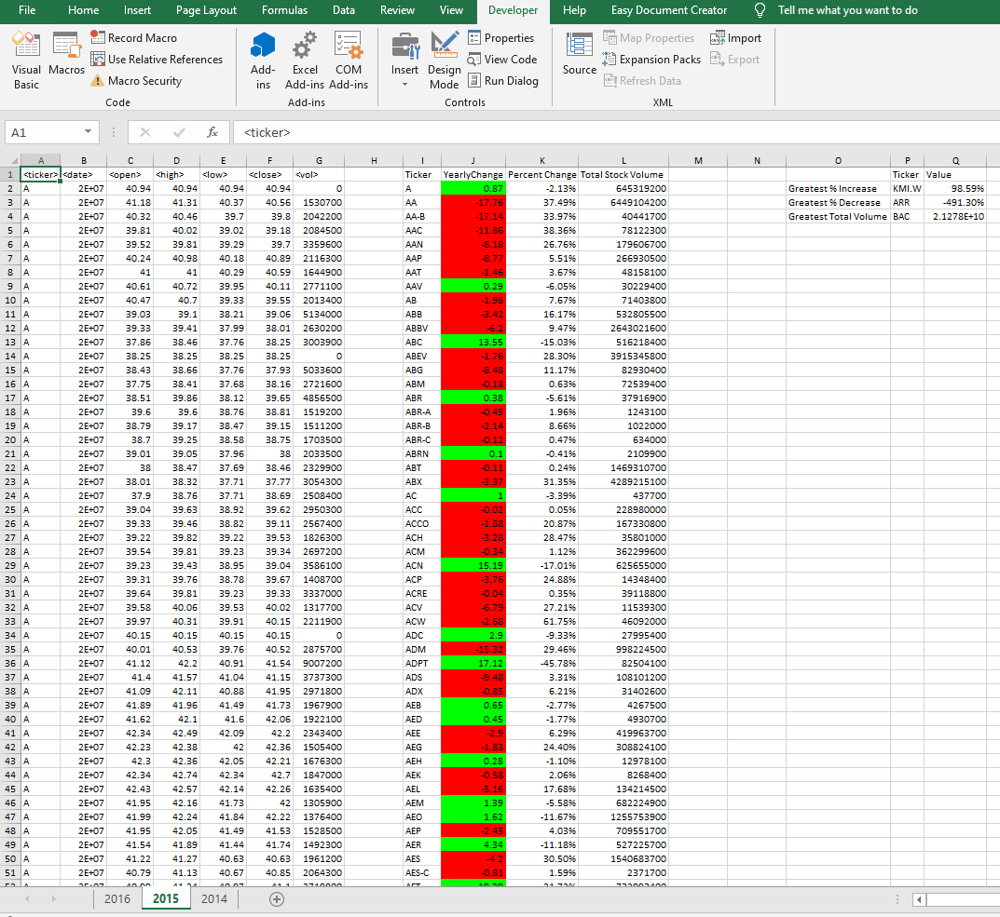 File Home Insert Page Layout Formulas Data Review View Developer Help Easy Document Creator Tell me what you want to do
Record Macro
Use Relative References
Macro Security
Visual Basic
Macros
Code
Add-ins
Excel Add-ins
COM Add-ins
Add-ins
Insert
Design Mode
Properties
View Code
Run Dialog
Controls
Source
Map Properties
Expansion Packs
Refresh Data
Import
Export
XML
A1 fx <ticker>
A B C D E F G H I J K L M N O P Q
1 <ticker> <date> <open> <high> <low> <close> <vol> Ticker YearlyChange Percent Change Total Stock Volume Ticker Value
2 A 2E+07 40.94 40.94 40.94 40.94 0 A 0.87 -2.13% 645319200 Greatest % Increase KMI.W 98.59%
3 A 2E+07 41.18 41.31 40.37 40.56 1530700 AA -17.76 37.49% 6449104200 Greatest % Decrease ARR -491.30%
4 A 2E+07 40.32 40.46 39.7 39.8 2042200 AA-B -17.14 33.97% 40441700 Greatest Total Volume BAC 2.1278E+10
5 A 2E+07 39.81 40.02 39.02 39.18 2084500 AAC -11.86 38.36% 78122300
6 A 2E+07 39.52 39.81 39.29 39.7 3359600 AAN -8.18 26.76% 179606700
7 A 2E+07 40.24 40.98 40.18 40.89 2116300 AAP -8.77 5.51% 266930500
8 A 2E+07 41 41 40.29 40.59 1644900 AAT -1.46 3.67% 48158100
9 A 2E+07 40.61 40.72 39.95 40.11 2771100 AAV 0.29 -6.05% 30229400
10 A 2E+07 40.47 40.7 39.33 39.55 2013400 AB -1.98 7.67% 71403800
11 A 2E+07 39.03 39.1 38.21 39.06 5134000 ABB -3.42 16.17% 532805500
12 A 2E+07 39.33 39.41 37.99 38.01 2630200 ABBV -6.2 9.47% 2643021600
13 A 2E+07 37.86 38.46 37.76 38.25 3003900 ABC 13.55 -15.03% 516218400
14 A 2E+07 38.25 38.25 38.25 38.25 0 ABEV -1.76 28.30% 3915345800
15 A 2E+07 38.43 38.66 37.76 37.93 5033600 ABG -8.48 11.17% 82930400
16 A 2E+07 37.75 38.41 37.68 38.16 2721600 ABM -0.18 0.63% 72539400
17 A 2E+07 38.51 39.86 38.12 39.65 4856500 ABR 0.38 -5.61% 37916900
18 A 2E+07 39.6 39.6 38.76 38.81 1519200 ABR-A -0.49 1.96% 1243100
19 A 2E+07 38.79 39.17 38.47 39.15 1511200 ABR-B -2.14 8.66% 1022000
20 A 2E+07 38.7 39.25 38.58 38.75 1703500 ABR-C -0.12 0.47% 634000
21 A 2E+07 39.01 39.05 37.96 38 2033500 ABRN 0.1 -0.41% 2109900
22 A 2E+07 38 38.47 37.69 38.46 2329900 ABT -0.11 0.24% 1469310700
23 A 2E+07 38.01 38.32 37.71 37.77 3054300 ABX -3.37 31.35% 4289215100
24 A 2E+07 37.9 38.76 37.71 38.69 2508400 AC 1 -3.39% 437700
25 A 2E+07 39.04 39.63 38.92 39.62 2950300 ACC -0.02 0.05% 228980000
26 A 2E+07 39.33 39.46 38.82 39.11 2567400 ACCO -1.88 20.87% 167330800
27 A 2E+07 39.22 39.82 39.22 39.53 1826300 ACH -3.28 28.47% 35801000
28 A 2E+07 39.54 39.81 39.23 39.34 2697200 ACM -0.34 1.12% 362299600
29 A 2E+07 39.23 39.43 38.95 39.04 3586100 ACN 15.19 -17.01% 625655000
30 A 2E+07 39.31 39.76 38.78 39.67 1408700 ACP -3.76 24.88% 14348400
31 A 2E+07 39.64 39.81 39.23 39.33 3337000 ACRE -0.04 0.35% 39118800
32 A 2E+07 39.58 40.06 39.53 40.02 1317700 ACV -6.79 27.21% 11539300
33 A 2E+07 39.97 40.31 39.91 40.15 2211900 ACW -2.68 61.75% 46092000
34 A 2E+07 40.15 40.15 40.15 40.15 0 ADC 2.9 -9.33% 27995400
35 A 2E+07 40.01 40.53 39.76 40.52 2875700 ADM -15.32 29.46% 998224500
36 A 2E+07 41.12 42.2 40.91 41.54 9007200 ADPT 17.12 -45.78% 82504100
37 A 2E+07 41.4 41.57 41.04 41.15 3737300 ADS -9.48 3.31% 108101200
38 A 2E+07 41.09 42.11 40.88 41.95 2971800 ADX -0.85 6.21% 31402600
39 A 2E+07 41.89 41.96 41.49 41.73 1967900 AEB 0.65 -2.77% 4267500
40 A 2E+07 41.62 42.1 41.6 42.06 1922100 AED 0.45 -1.77% 4930700
41 A 2E+07 42.34 42.49 42.09 42.2 2343400 AEE -2.9 6.29% 419963700
42 A 2E+07 42.23 42.38 42 42.36 1505400 AEG -1.83 24.40% 308824100
43 A 2E+07 42.3 42.36 42.05 42.21 1676300 AEH 0.28 -1.10% 12978100
44 A 2E+07 42.34 42.74 42.34 42.7 1847000 AEK -0.58 2.06% 8268400
45 A 2E+07 42.43 42.57 42.14 42.26 1635400 AEL -5.16 17.68% 134214500
46 A 2E+07 41.95 42.16 41.73 42 1305900 AEM 1.39 -5.58% 682224900
47 A 2E+07 41.99 42.24 41.84 42.22 1376400 AEO 1.62 -11.67% 1255753900
48 A 2E+07 41.95 42.05 41.49 41.53 1528500 AEP -2.45 4.03% 709551700
49 A 2E+07 41.54 41.89 41.44 41.74 1492300 AER 4.34 -11.18% 527225700
50 A 2E+07 41.22 41.27 40.63 40.63 1961200 AES -4.2 30.50% 1540683700
51 A 2E+07 40.79 41.13 40.67 40.85 2064300 AES-C -0.81 1.59% 2371700
2016 2015 2014